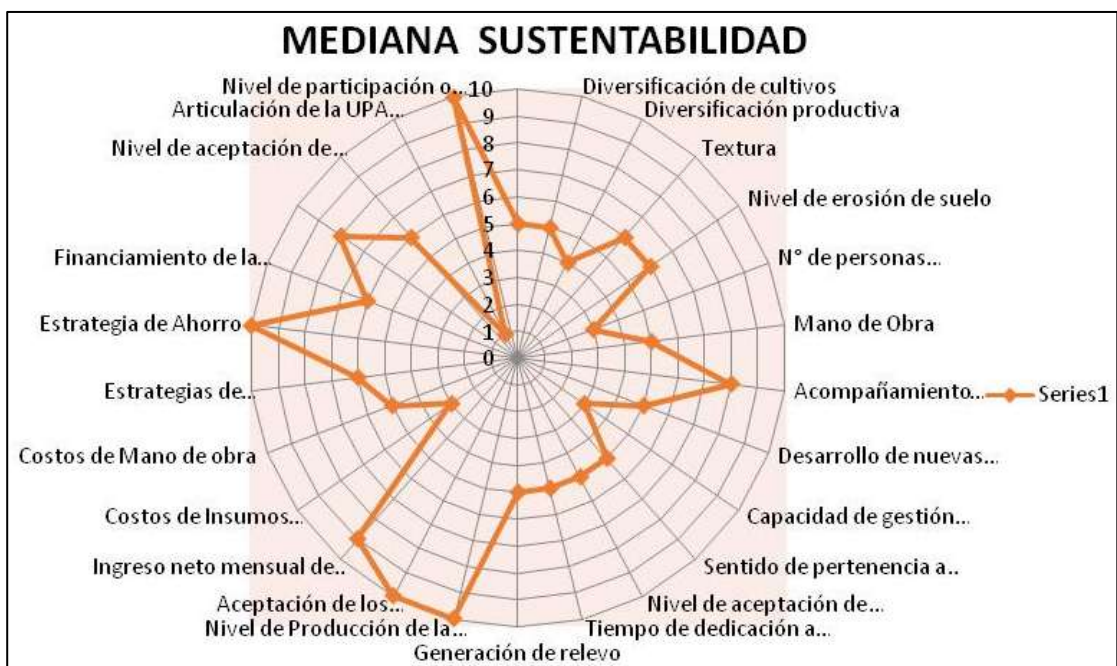 MEDIANA SUSTENTABILIDAD
Nivel de participación o...
Articulación de la UPA...
Nivel de aceptación de...
Financiamiento de la...
Estrategia de Ahorro
Estrategias de...
Costos de Mano de obra
Costos de Insumos...
Ingreso neto mensual de..
Aceptación de los...
Nivel de Producción de la...
Generación de relevo
10
9
8
7
6
5
4
3
2
1
0
Diversificación de cultivos
Diversificación productiva
Textura
Nivel de erosión de suelo
N° de personas...
Mano de Obra
Acompañamiento...
Desarrollo de nuevas...
Capacidad de gestión...
Sentido de pertenencia a..
Nivel de aceptación de...
Tiempo de dedicación a...
Series1